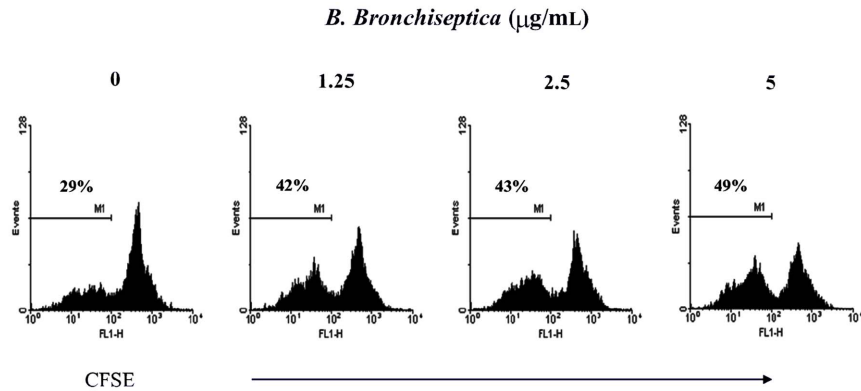 B. Bronchiseptica (µg/mL)
0 1.25 2.5 5
128 128 128 128
29% 42% 43% 49%
M1 M1 M1 M1
Events Events Events Events
0 0 0 0
10⁰ 10¹ 10² 10³ 10⁴ 10⁰ 10¹ 10² 10³ 10⁴ 10⁰ 10¹ 10² 10³ 10⁴ 10⁰ 10¹ 10² 10³ 10⁴
FL1-H FL1-H FL1-H FL1-H
CFSE